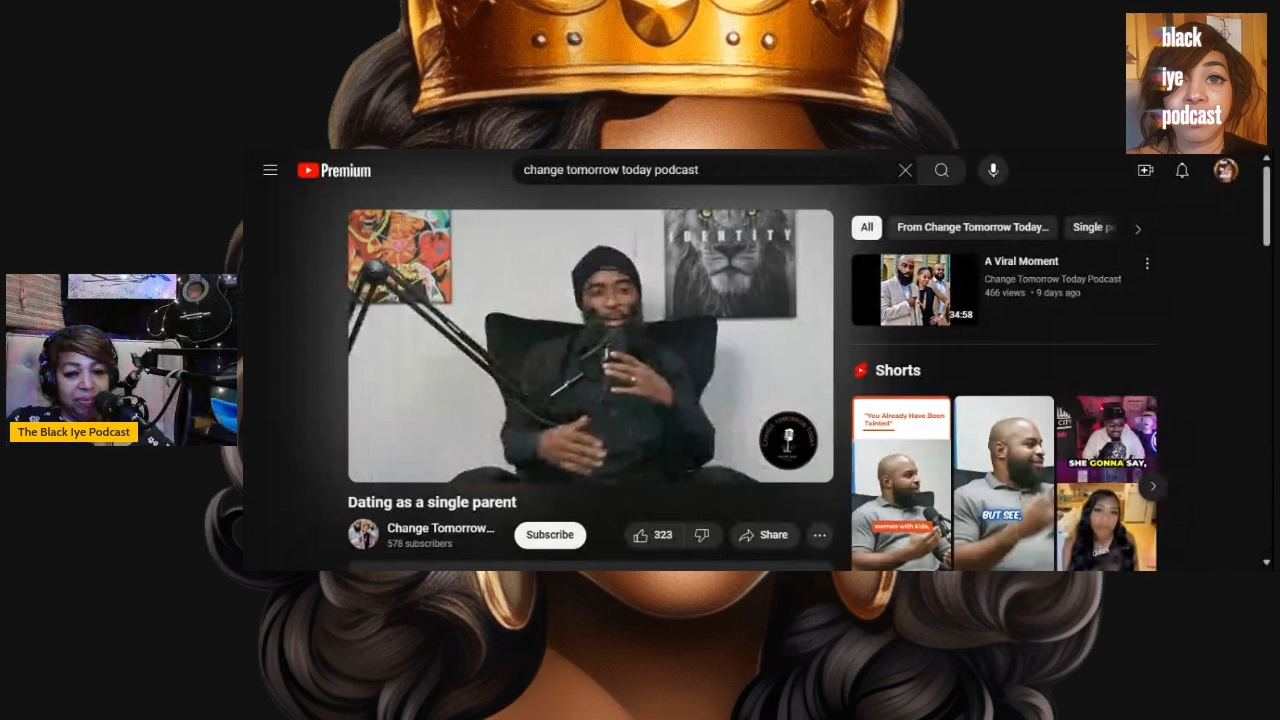 black
iye
podcast
Premium
change tomorrow today podcast
IDENTITY
All
From Change Tomorrow Today...
Single
A Viral Moment
Change Tomorrow Today Podcast
466 views • 9 days ago
34:58
Shorts
"You Already Have Been
Tainted"
women with kids,
BUT SEE,
SHE GONNA SAY,
The Black Iye Podcast
Dating as a single parent
Change Tomorrow...
578 subscribers
Subscribe
323
Share